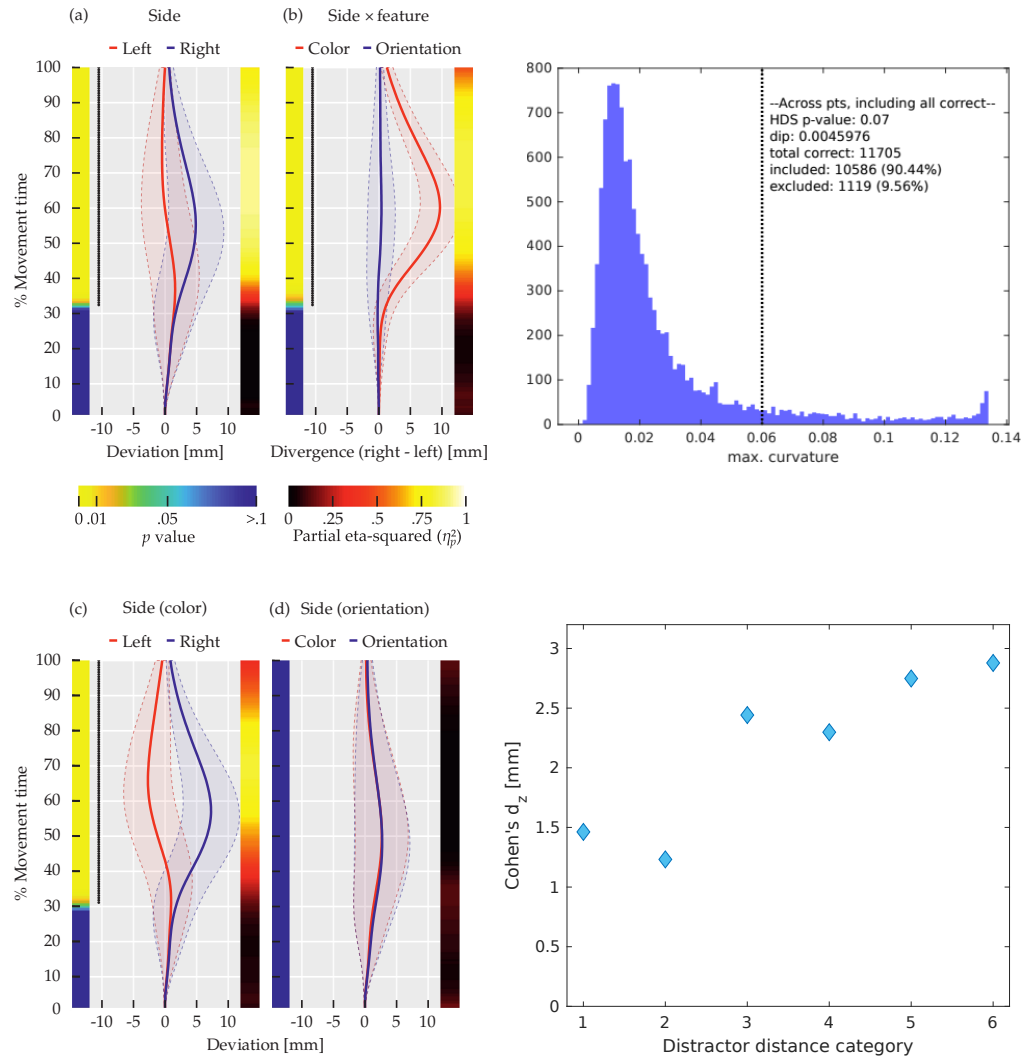 (a) Side
Left Right
100
90
80
70
60
50
40
30
20
10
0
% Movement time
-10 -5 0 5 10
Deviation [mm]
(b) Side × feature
Color Orientation
-10 -5 0 5 10
Divergence (right - left) [mm]
0 0.01 .05 >.1
p value
0 .25 .5 .75 1
Partial eta-squared (η²p)
800
700
600
500
400
300
200
100
0
--Across pts, including all correct--
HDS p-value: 0.07
dip: 0.0045976
total correct: 11705
included: 10586 (90.44%)
excluded: 1119 (9.56%)
0 0.02 0.04 0.06 0.08 0.1 0.12 0.14
max. curvature
(c) Side (color)
Left Right
100
90
80
70
60
50
40
30
20
10
0
% Movement time
-10 -5 0 5 10
(d) Side (orientation)
Color Orientation
-10 -5 0 5 10
Deviation [mm]
3
2.5
2
1.5
1
0.5
0
Cohen's d_z [mm]
1 2 3 4 5 6
Distractor distance category